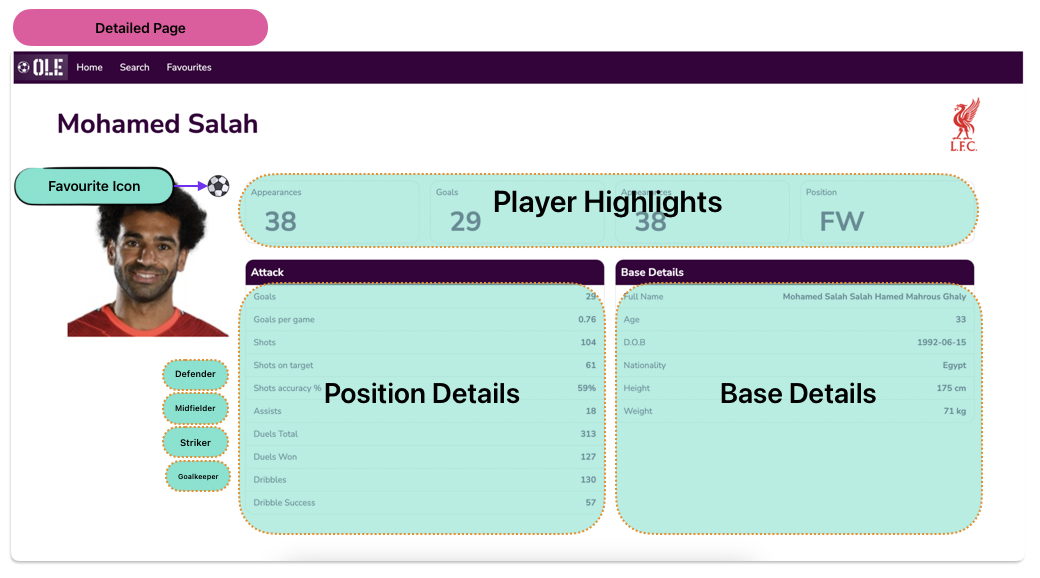 Detailed Page
OLE Home Search Favourites
Mohamed Salah
L.F.C.
Favourite Icon
Appearances Goals Appearances Position
Player Highlights
38 29 38 FW
Attack
Goals 29
Goals per game 0.76
Shots 104
Shots on target 61
Shots accuracy % 59%
Position Details
Assists 18
Duels Total 313
Duels Won 127
Dribbles 130
Dribble Success 57
Base Details
Full Name Mohamed Salah Salah Hamed Mahrous Ghaly
Age 33
D.O.B 1992-06-15
Nationality Egypt
Height 175 cm
Base Details
Weight 71 kg
Defender
Midfielder
Striker
Goalkeeper